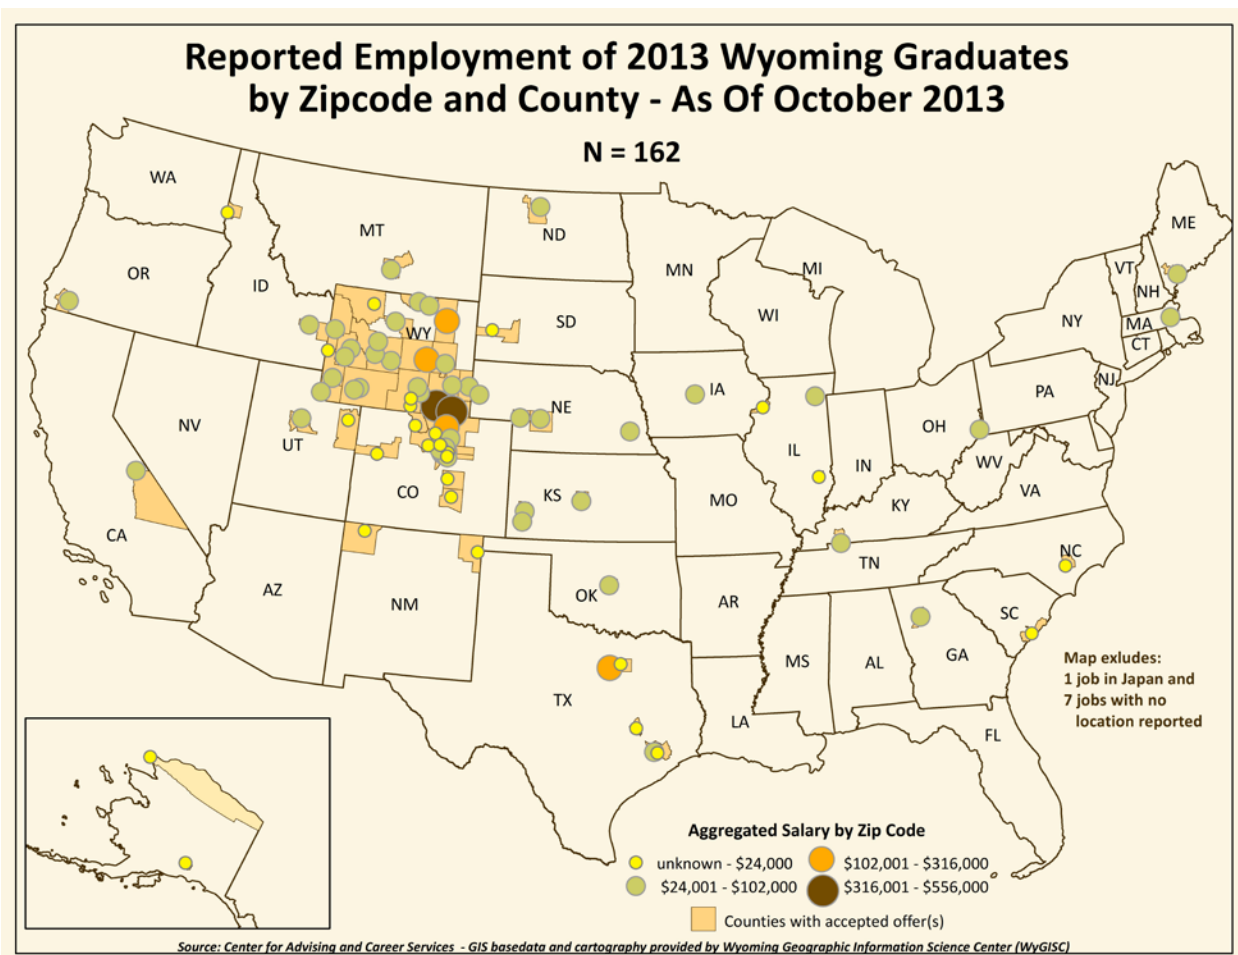 Reported Employment of 2013 Wyoming Graduates
by Zipcode and County - As Of October 2013
N = 162
WA
MT
ND
MN
MI
VT
ME
NH
OR
ID
WY
SD
WI
NY
MA
CT
NV
UT
NE
IA
PA
NJ
OH
IL
IN
WV
VA
CO
KS
MO
KY
CA
AZ
NM
OK
AR
TN
NC
SC
TX
LA
MS
AL
GA
FL
Map exludes:
1 job in Japan and
7 jobs with no
location reported
Aggregated Salary by Zip Code
unknown - $24,000
$102,001 - $316,000
$24,001 - $102,000
$316,001 - $556,000
Counties with accepted offer(s)
Source: Center for Advising and Career Services - GIS basedata and cartography provided by Wyoming Geographic Information Science Center (WyGISC)